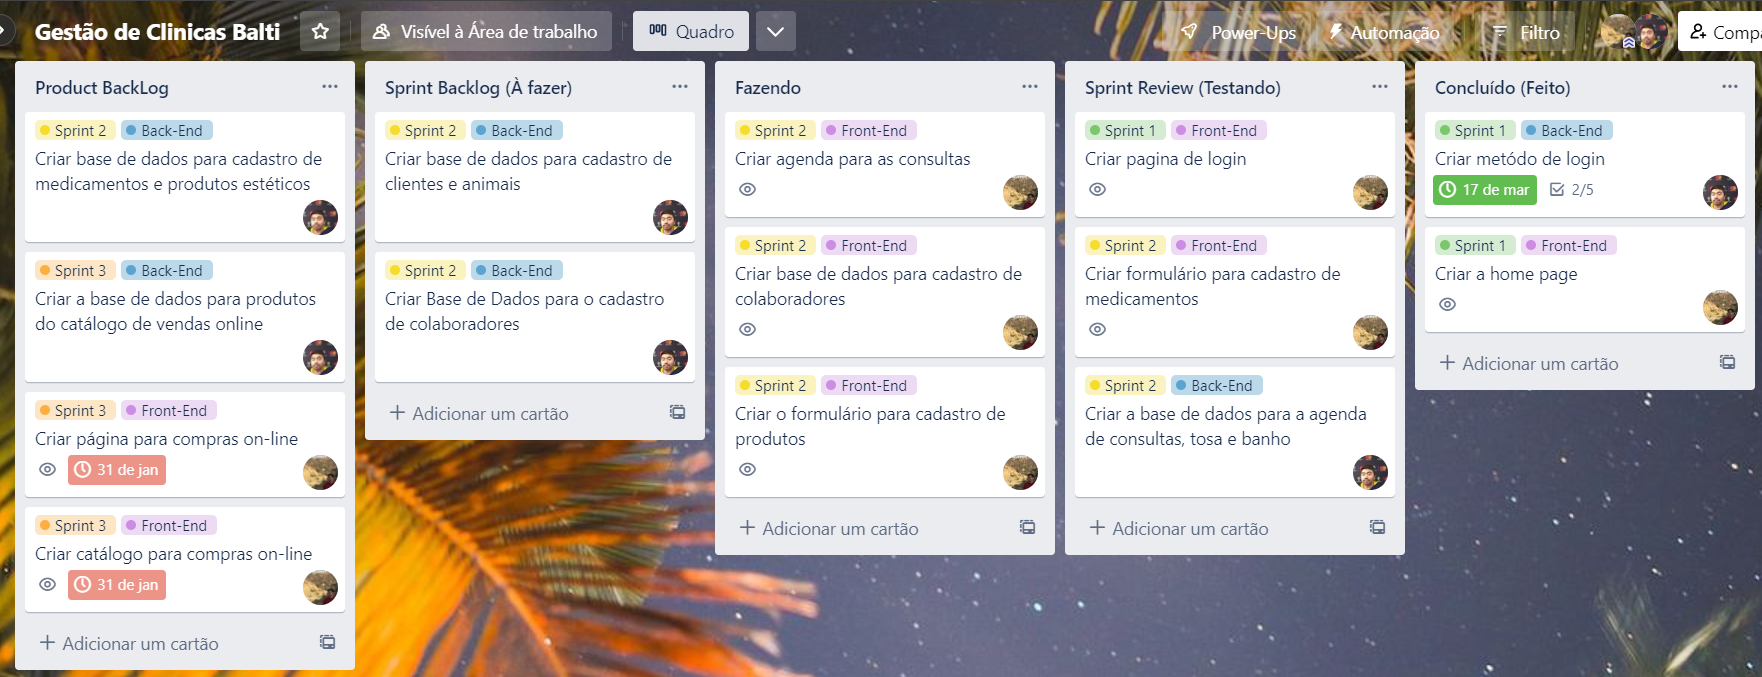 Gestão de Clinicas Balti
Visível à Área de trabalho
Quadro
Power-Ups
Automação
Filtro
Product BackLog
Sprint 2 Back-End
Criar base de dados para cadastro de
medicamentos e produtos estéticos
Sprint 3 Back-End
Criar a base de dados para produtos
do catálogo de vendas online
Sprint 3 Front-End
Criar página para compras on-line
31 de jan
Sprint 3 Front-End
Criar catálogo para compras on-line
31 de jan
Adicionar um cartão
Sprint Backlog (À fazer)
Sprint 2 Back-End
Criar base de dados para cadastro de
clientes e animais
Sprint 2 Back-End
Criar Base de Dados para o cadastro
de colaboradores
Adicionar um cartão
Fazendo
Sprint 2 Front-End
Criar agenda para as consultas
Sprint 2 Front-End
Criar base de dados para cadastro de
colaboradores
Sprint 2 Front-End
Criar o formulário para cadastro de
produtos
Adicionar um cartão
Sprint Review (Testando)
Sprint 1 Front-End
Criar pagina de login
Sprint 2 Front-End
Criar formulário para cadastro de
medicamentos
Sprint 2 Back-End
Criar a base de dados para a agenda
de consultas, tosa e banho
Adicionar um cartão
Concluído (Feito)
Sprint 1 Back-End
Criar metódo de login
17 de mar 2/5
Sprint 1 Front-End
Criar a home page
Adicionar um cartão